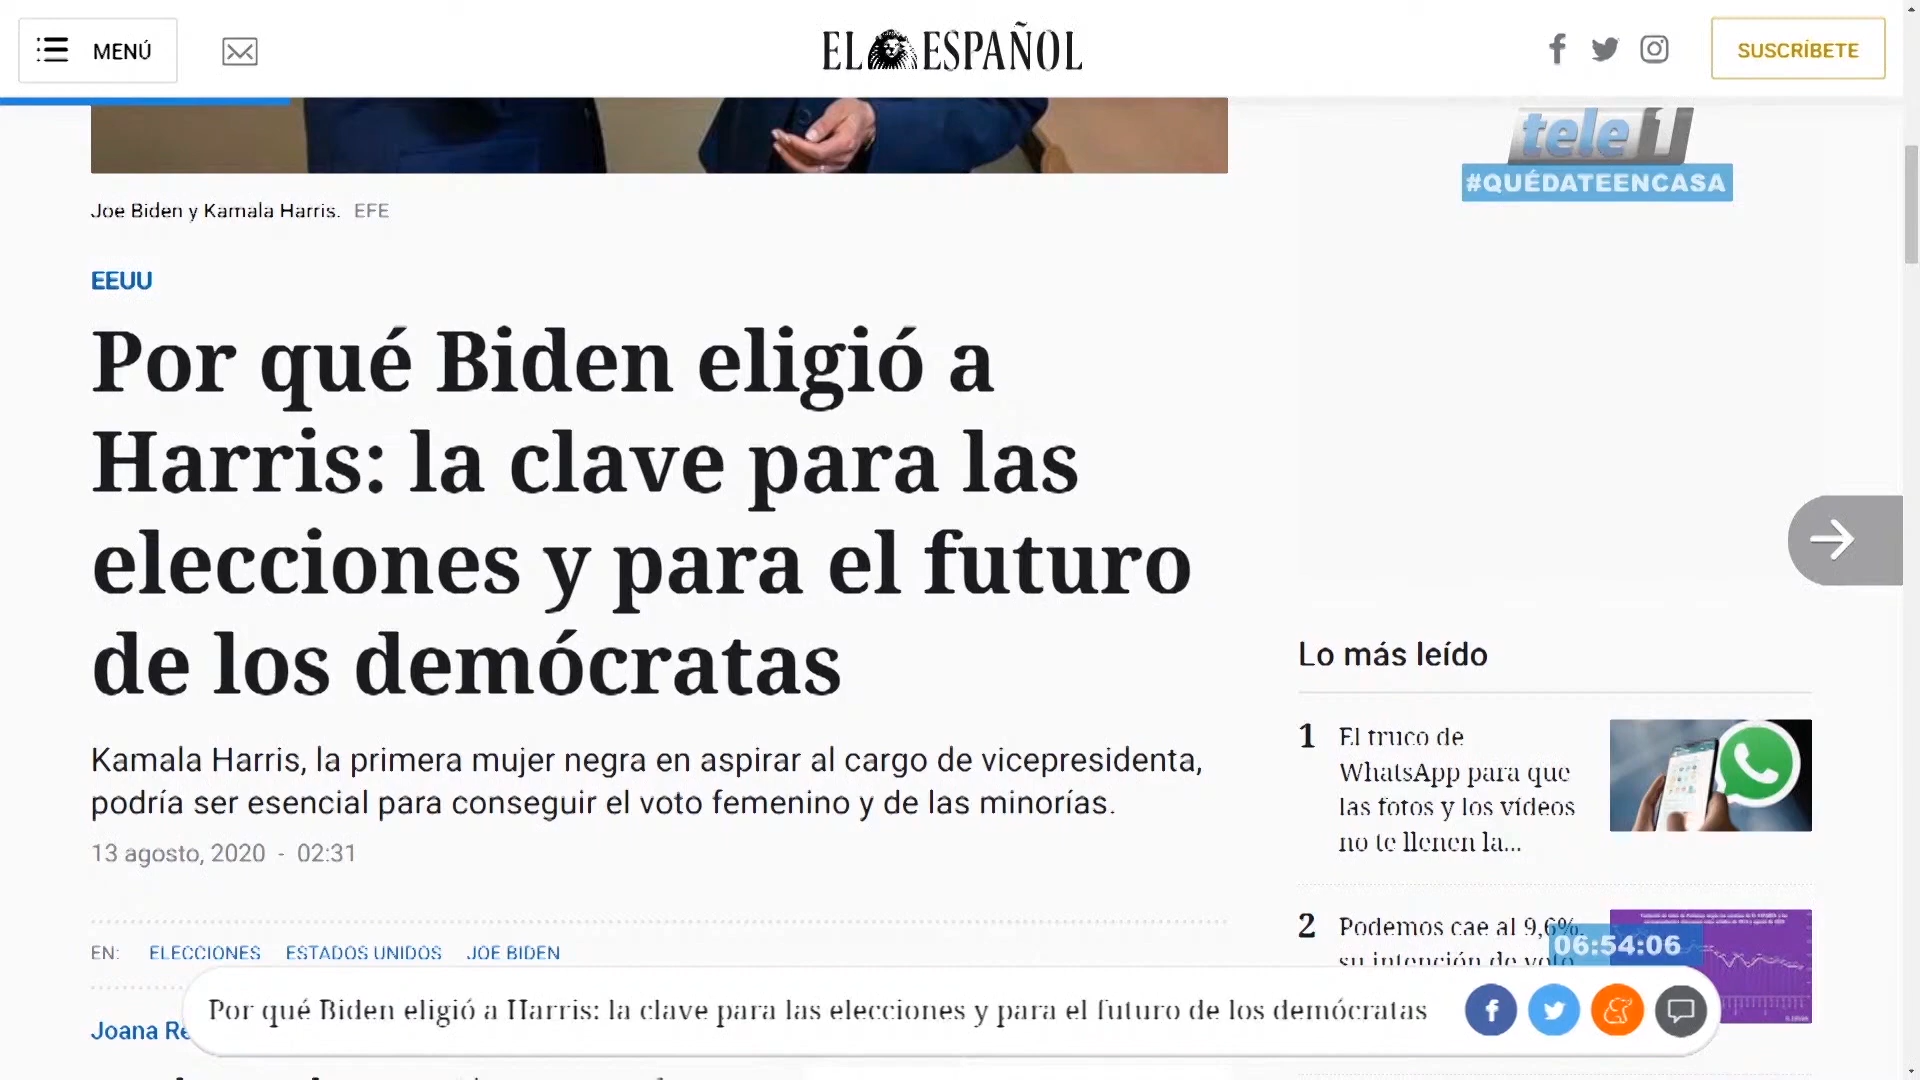 MENÚ
EL ESPAÑOL
SUSCRÍBETE
tele1
#QUÉDATEENCASA
Joe Biden y Kamala Harris. EFE
EEUU
Por qué Biden eligió a
Harris: la clave para las
elecciones y para el futuro
de los demócratas
Kamala Harris, la primera mujer negra en aspirar al cargo de vicepresidenta,
podría ser esencial para conseguir el voto femenino y de las minorías.
13 agosto, 2020 - 02:31
EN: ELECCIONES ESTADOS UNIDOS JOE BIDEN
Joana
Lo más leído
1 El truco de
WhatsApp para que
las fotos y los vídeos
no te llenen la...
2 Podemos cae al 9,6%
su intención de voto
06:54:06
Por qué Biden eligió a Harris: la clave para las elecciones y para el futuro de los demócratas